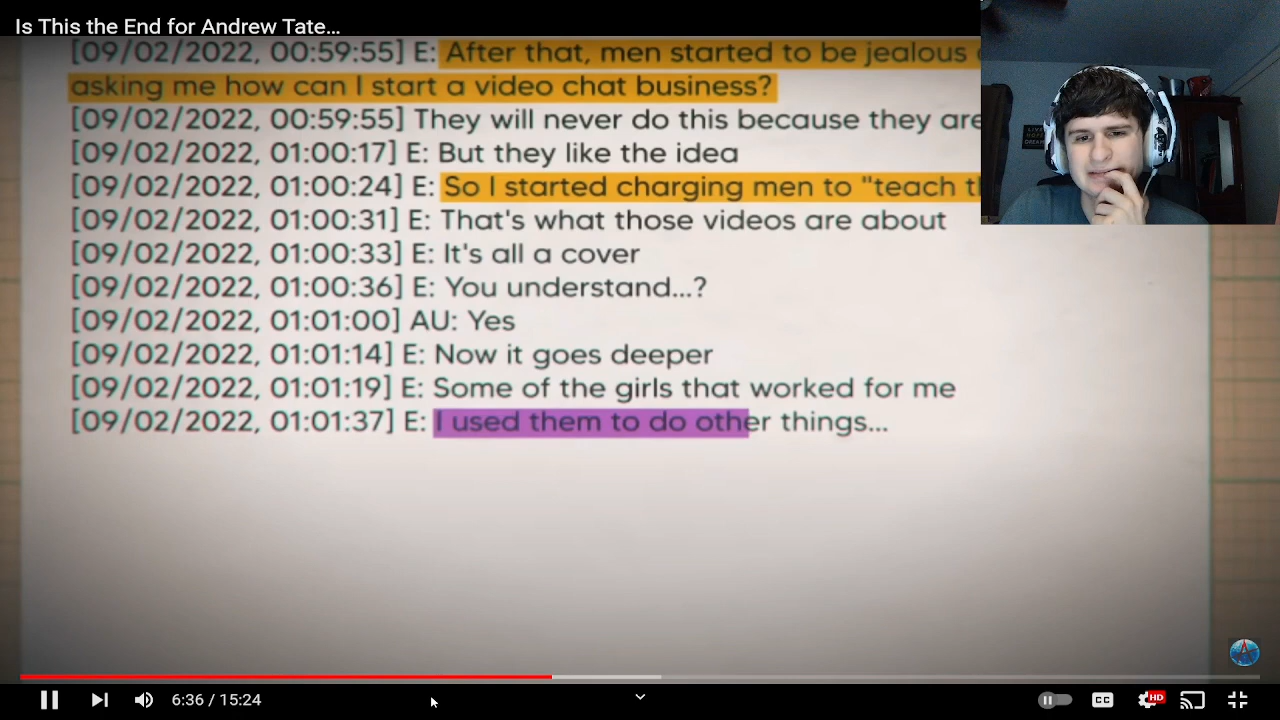 Is This the End for Andrew Tate...
[09/02/2022, 00:59:55] E: After that, men started to be jealous
asking me how can I start a video chat business?
[09/02/2022, 00:59:55] They will never do this because they are
[09/02/2022, 01:00:17] E: But they like the idea
[09/02/2022, 01:00:24] E: So I started charging men to "teach
[09/02/2022, 01:00:31] E: That's what those videos are about
[09/02/2022, 01:00:33] E: It's all a cover
[09/02/2022, 01:00:36] E: You understand...?
[09/02/2022, 01:01:00] AU: Yes
[09/02/2022, 01:01:14] E: Now it goes deeper
[09/02/2022, 01:01:19] E: Some of the girls that worked for me
[09/02/2022, 01:01:37] E: I used them to do other things...
6:36 / 15:24
CC
HD